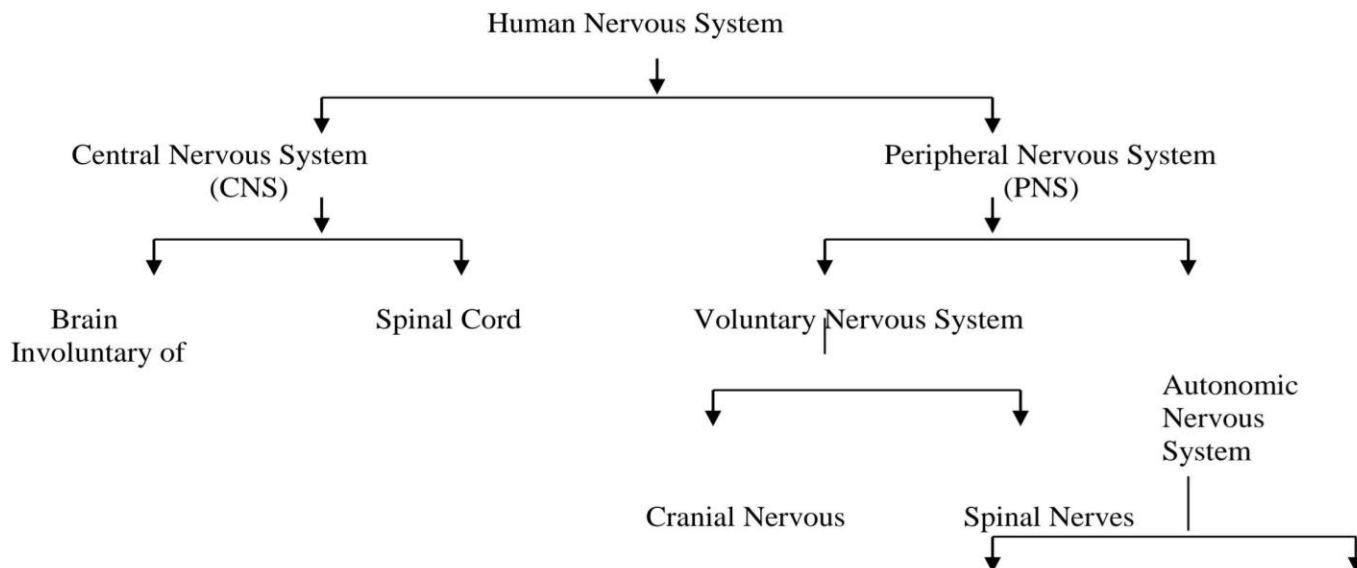 Human Nervous System
Central Nervous System
(CNS)
Peripheral Nervous System
(PNS)
Brain
Involuntary of
Spinal Cord
Voluntary Nervous System
Autonomic
Nervous
System
Cranial Nervous
Spinal Nerves